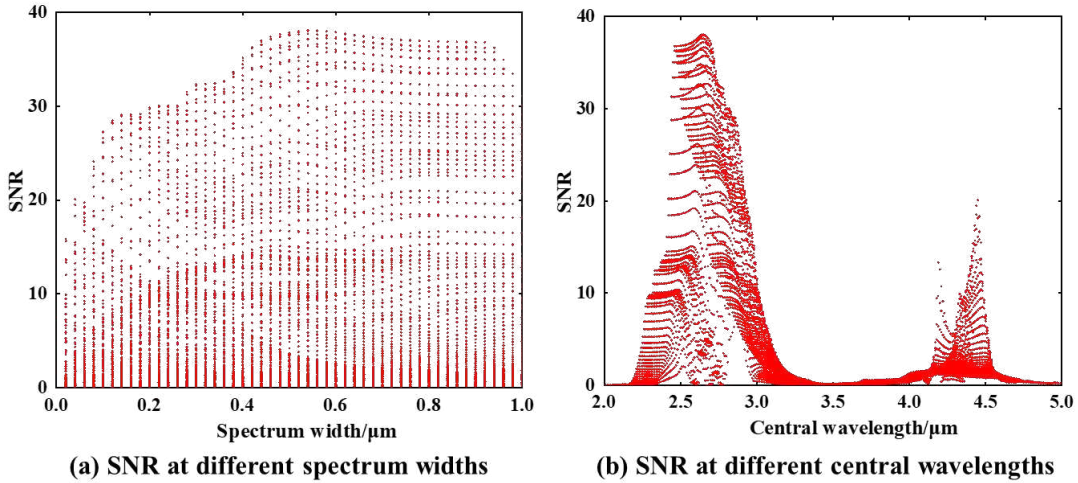 40
30
20
10
0
SNR
0.0 0.2 0.4 0.6 0.8 1.0
Spectrum width/μm
(a) SNR at different spectrum widths
40
30
20
10
0
SNR
2.0 2.5 3.0 3.5 4.0 4.5 5.0
Central wavelength/μm
(b) SNR at different central wavelengths